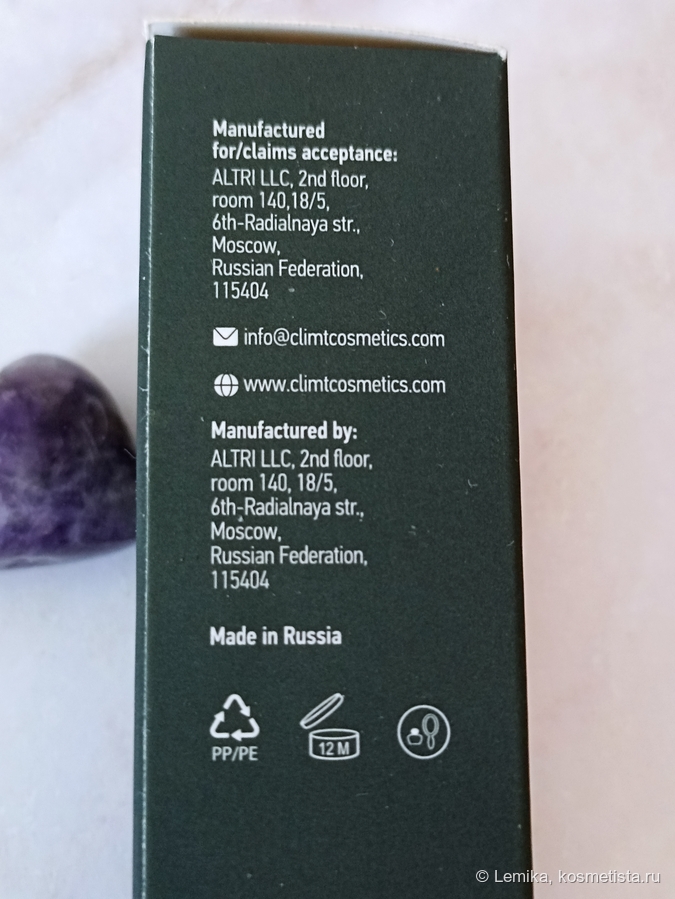 Manufactured
for/claims acceptance:
ALTRI LLC, 2nd floor,
room 140,18/5,
6th-Radialnaya str.,
Moscow,
Russian Federation,
115404
info@climtcosmetics.com
www.climtcosmetics.com
Manufactured by:
ALTRI LLC, 2nd floor,
room 140, 18/5,
6th-Radialnaya str.,
Moscow,
Russian Federation,
115404
Made in Russia
PP/PE
12 M
© Lemika, kosmetista.ru